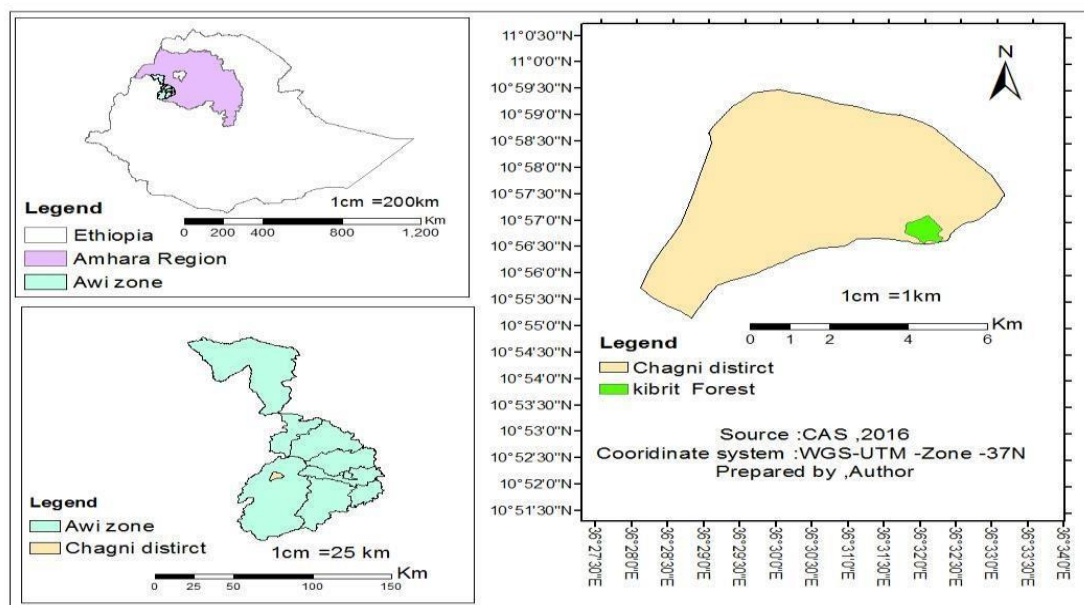 1cm =200km
Legend
Km
0 200 400 800 1,200
Ethiopia
Amhara Region
Awi zone
Legend
Awi zone
Chagni distirct
1cm =25 km
Km
0 25 50 100 150
11°0'30"N
11°0'0"N
10°59'30"N
10°59'0"N
10°58'30"N
10°58'0"N
10°57'30"N
10°57'0"N
10°56'30"N
10°56'0"N
10°55'30"N
10°55'0"N
10°54'30"N
10°54'0"N
10°53'30"N
10°53'0"N
10°52'30"N
10°52'0"N
10°51'30"N
N
1cm =1km
Km
0 1 2 4 6
Legend
Chagni distirct
kibrit Forest
Source :CAS ,2016
Cooridinate system :WGS-UTM -Zone -37N
Prepared by ,Author
36°27'30"E
36°28'0"E
36°28'30"E
36°29'0"E
36°29'30"E
36°30'0"E
36°30'30"E
36°31'0"E
36°31'30"E
36°32'0"E
36°32'30"E
36°33'0"E
36°33'30"E
36°34'0"E